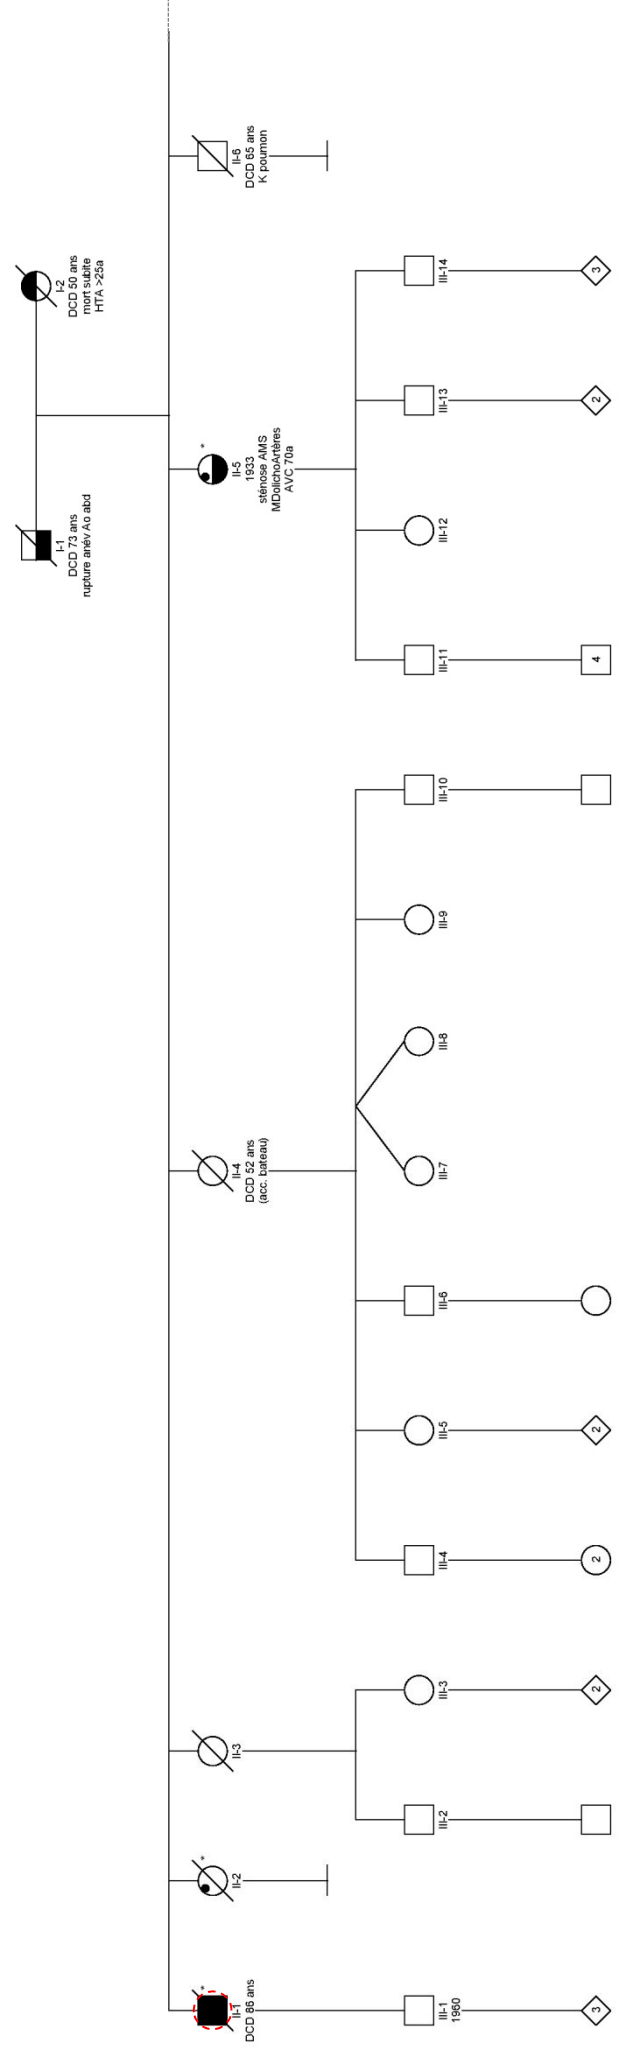 I-1
DCD 73 ans
rupture anév Ao abd
I-2
DCD 50 ans
mort subite
HTA >25a
*
II-1
DCD 86 ans
*
II-2
II-3
II-4
DCD 52 ans
(acc. bateau)
*
II-5
1933
sténose AMS
MDolichoArtères
AVC 70a
II-6
DCD 65 ans
K poumon
III-1
1960
III-2
III-3
III-4
III-5
III-6
III-7
III-8
III-9
III-10
III-11
III-12
III-13
III-14
3
2
2
2
4
2
3